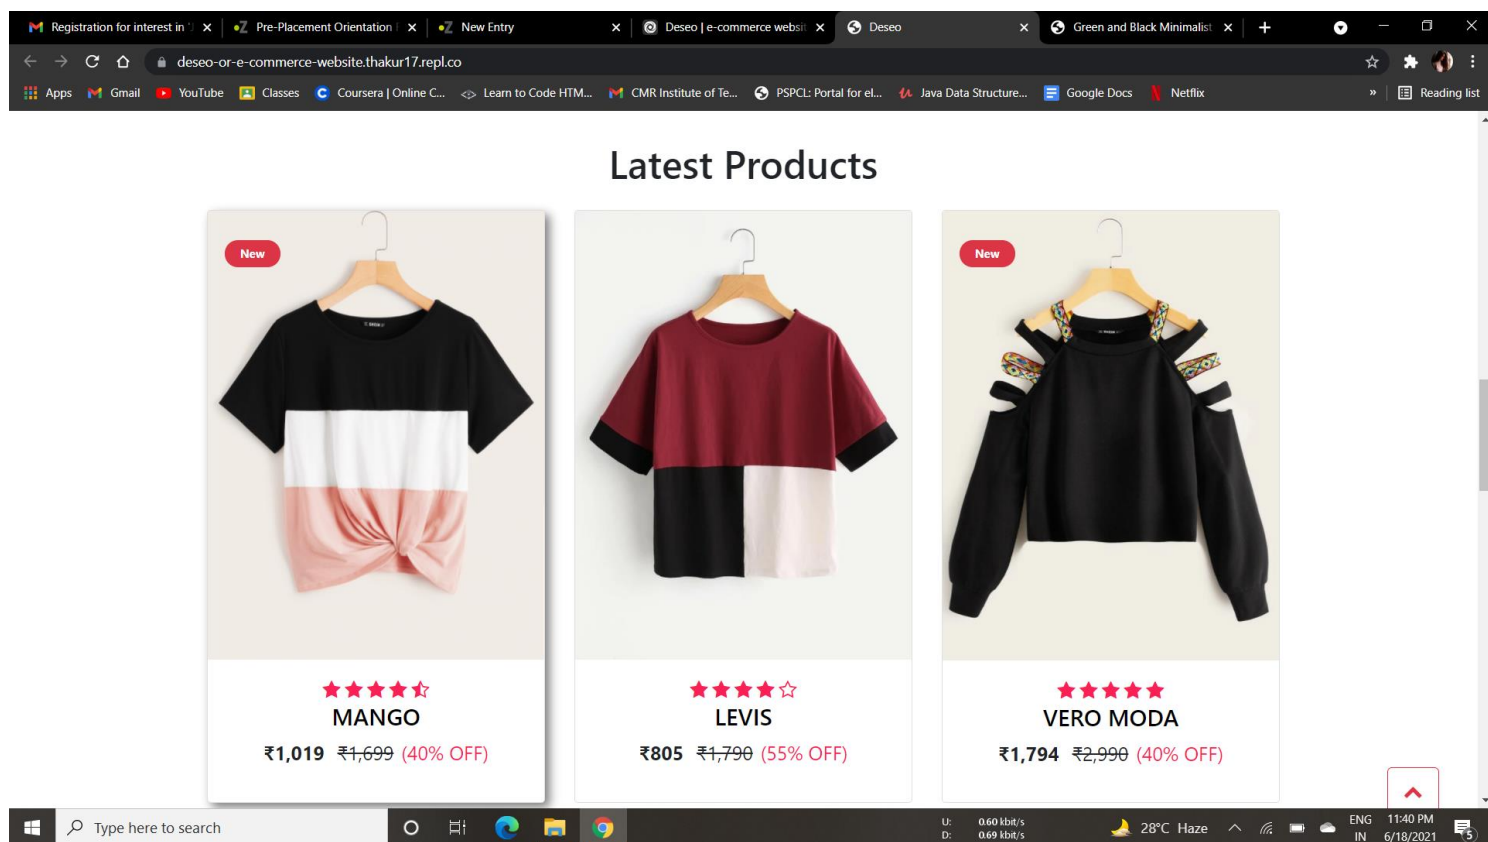 Registration for interest in 'J
Pre-Placement Orientation F
New Entry
Deseo | e-commerce websit
Deseo
Green and Black Minimalist
deseo-or-e-commerce-website.thakur17.repl.co
Apps
Gmail
YouTube
Classes
Coursera | Online C...
Learn to Code HTM...
CMR Institute of Te...
PSPCL: Portal for el...
Java Data Structure...
Google Docs
Netflix
»
Reading list
Latest Products
New
New
MANGO
₹1,019 ₹1,699 (40% OFF)
LEVIS
₹805 ₹1,790 (55% OFF)
VERO MODA
₹1,794 ₹2,990 (40% OFF)
Type here to search
U: 0.60 kbit/s
D: 0.69 kbit/s
28°C Haze
ENG
IN
11:40 PM
6/18/2021
5